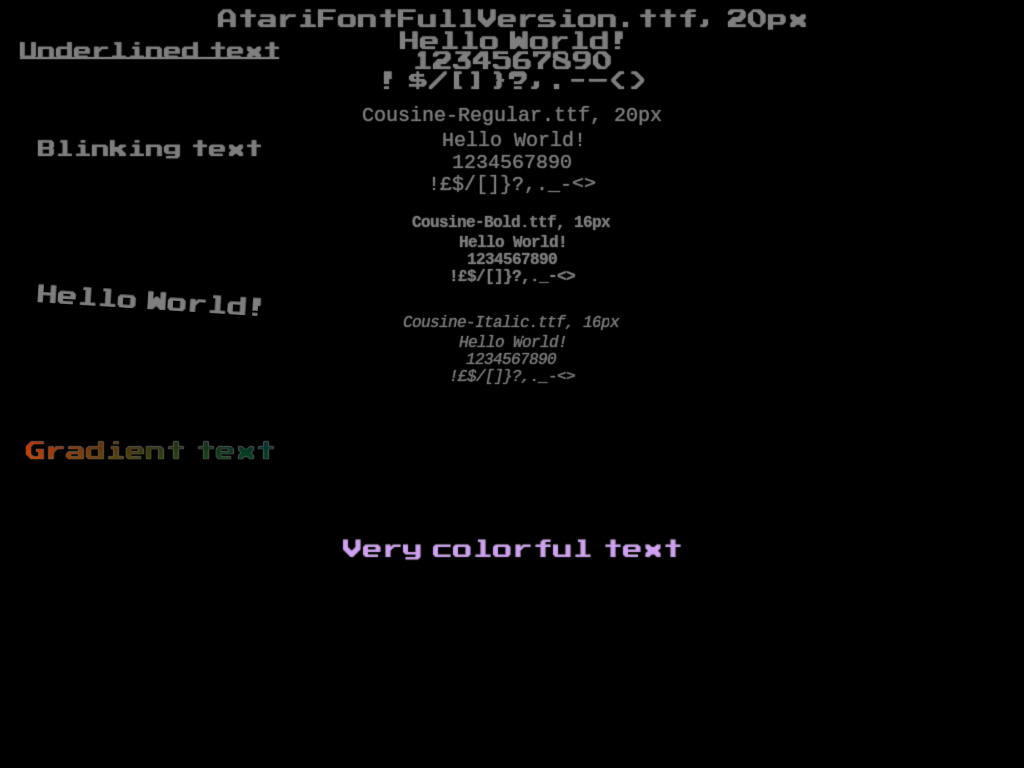 AtariFontFullVersion.ttf, 20px
Hello World!
1234567890
! $/[]}?,.--<>
Underlined text
Cousine-Regular.ttf, 20px
Hello World!
1234567890
!£$/[]}?,._-<>
Blinking text
Cousine-Bold.ttf, 16px
Hello World!
1234567890
!£$/[]}?,._-<>
Hello World!
Cousine-Italic.ttf, 16px
Hello World!
1234567890
!£$/[]}?,._-<>
Gradient text
Very colorful text